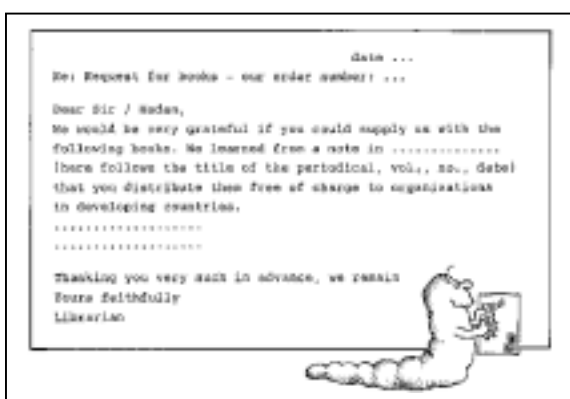 date ...
Re: Request for books - our order number: ...
Dear Sir / Madam,
We would be very grateful if you could supply us with the
following books. We learned from a note in ..............
(here follows the title of the periodical, vol., no., date)
that you distribute them free of charge to organizations
in developing countries.
...................
...................
Thanking you very much in advance, we remain
Yours faithfully
Librarian